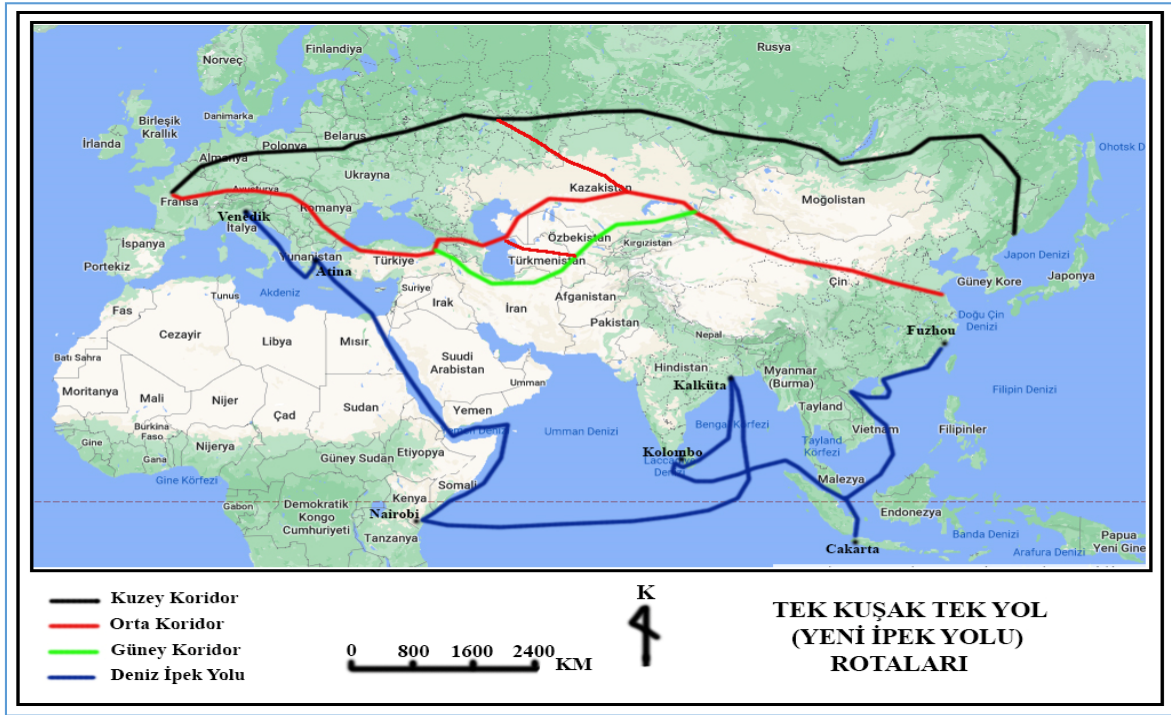 Finlandiya
Norveç
Rusya
Birleşik
Krallık
Danimarka
İrlanda
Belarus
Polonya
Almanya
Ohotsk D
Ukrayna
Kazakistan
Avusturya
Fransa
Moğolistan
Romanya
Venedik
İtalya
Özbekistan
Kırgızistan
İspanya
Japon Denizi
Yunanistan
Türkiye
Türkmenistan
Portekiz
Atina
Çin
Güney Kore
Japonya
Akdeniz
Suriye
Tunus
Irak
İran
Afganistan
Fas
Doğu Çin
Denizi
Pakistan
Fuzhou
Cezayir
Libya
Mısır
Nepal
Batı Sahra
Suudi
Arabistan
Hindistan
Myanmar
(Burma)
Umman
Kalküta
Filipin Denizi
Moritanya
Mali
Nijer
Çad
Sudan
Yemen
Tayland
Burkina
Faso
Umman Denizi
Bengal Körfezi
Vietnam
Filipinler
Gine
Nijerya
Tayland
Körfezi
Gana
Güney Sudan
Etiyopya
Kolombo
Gine Körfezi
Somali
Malezya
Gabon
Kenya
Demokratik
Kongo
Cumhuriyeti
Nairobi
Endonezya
Tanzanya
Banda Denizi
Papua
Yeni Gine
Cakarta
Arafura Denizi
Kuzey Koridor
Orta Koridor
Güney Koridor
Deniz İpek Yolu
0 800 1600 2400
KM
K
TEK KUŞAK TEK YOL
(YENİ İPEK YOLU)
ROTALARI